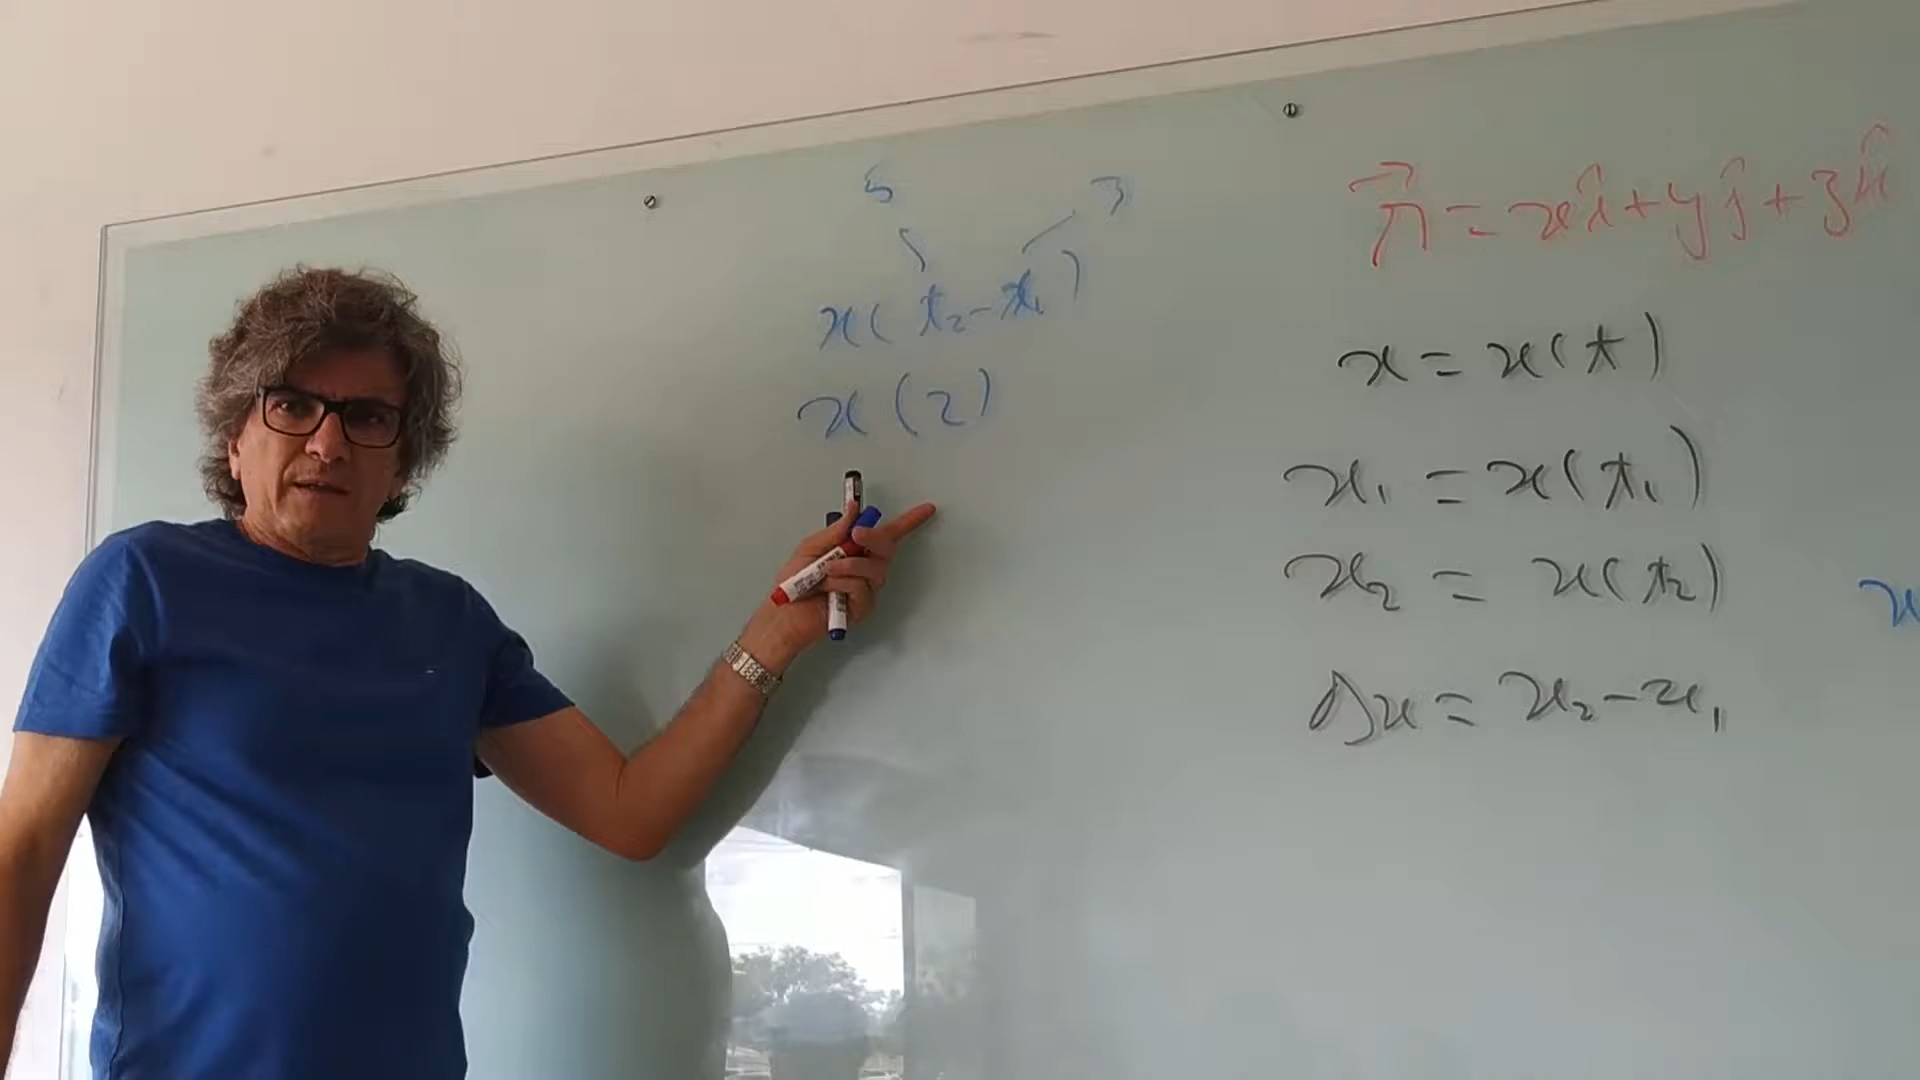 5 3
x(t₂-t₁)
x(2)
r⃗ = xî + yĵ + zk̂
x = x(t)
x₁ = x(t₁)
x₂ = x(t₂)
Δx = x₂ - x₁
x